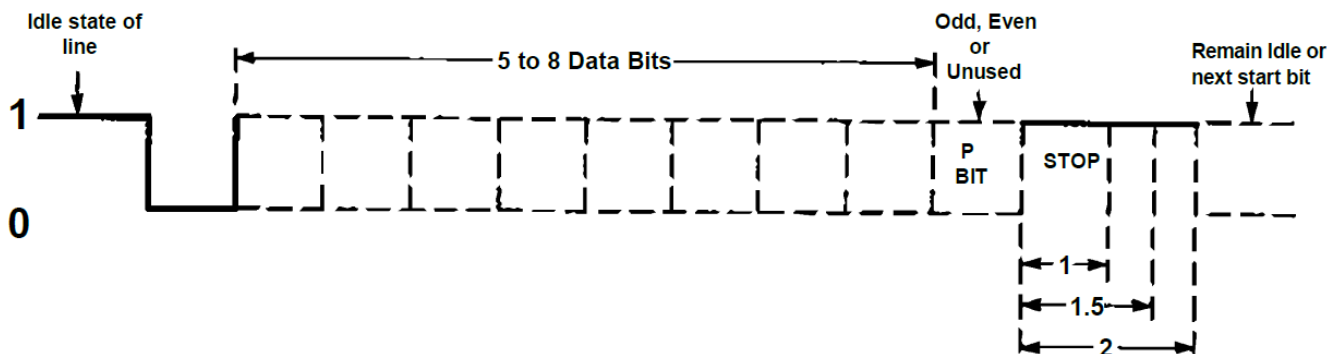 Idle state of
line
5 to 8 Data Bits
Odd, Even
or
Unused
Remain Idle or
next start bit
1
0
P
BIT
STOP
1
1.5
2